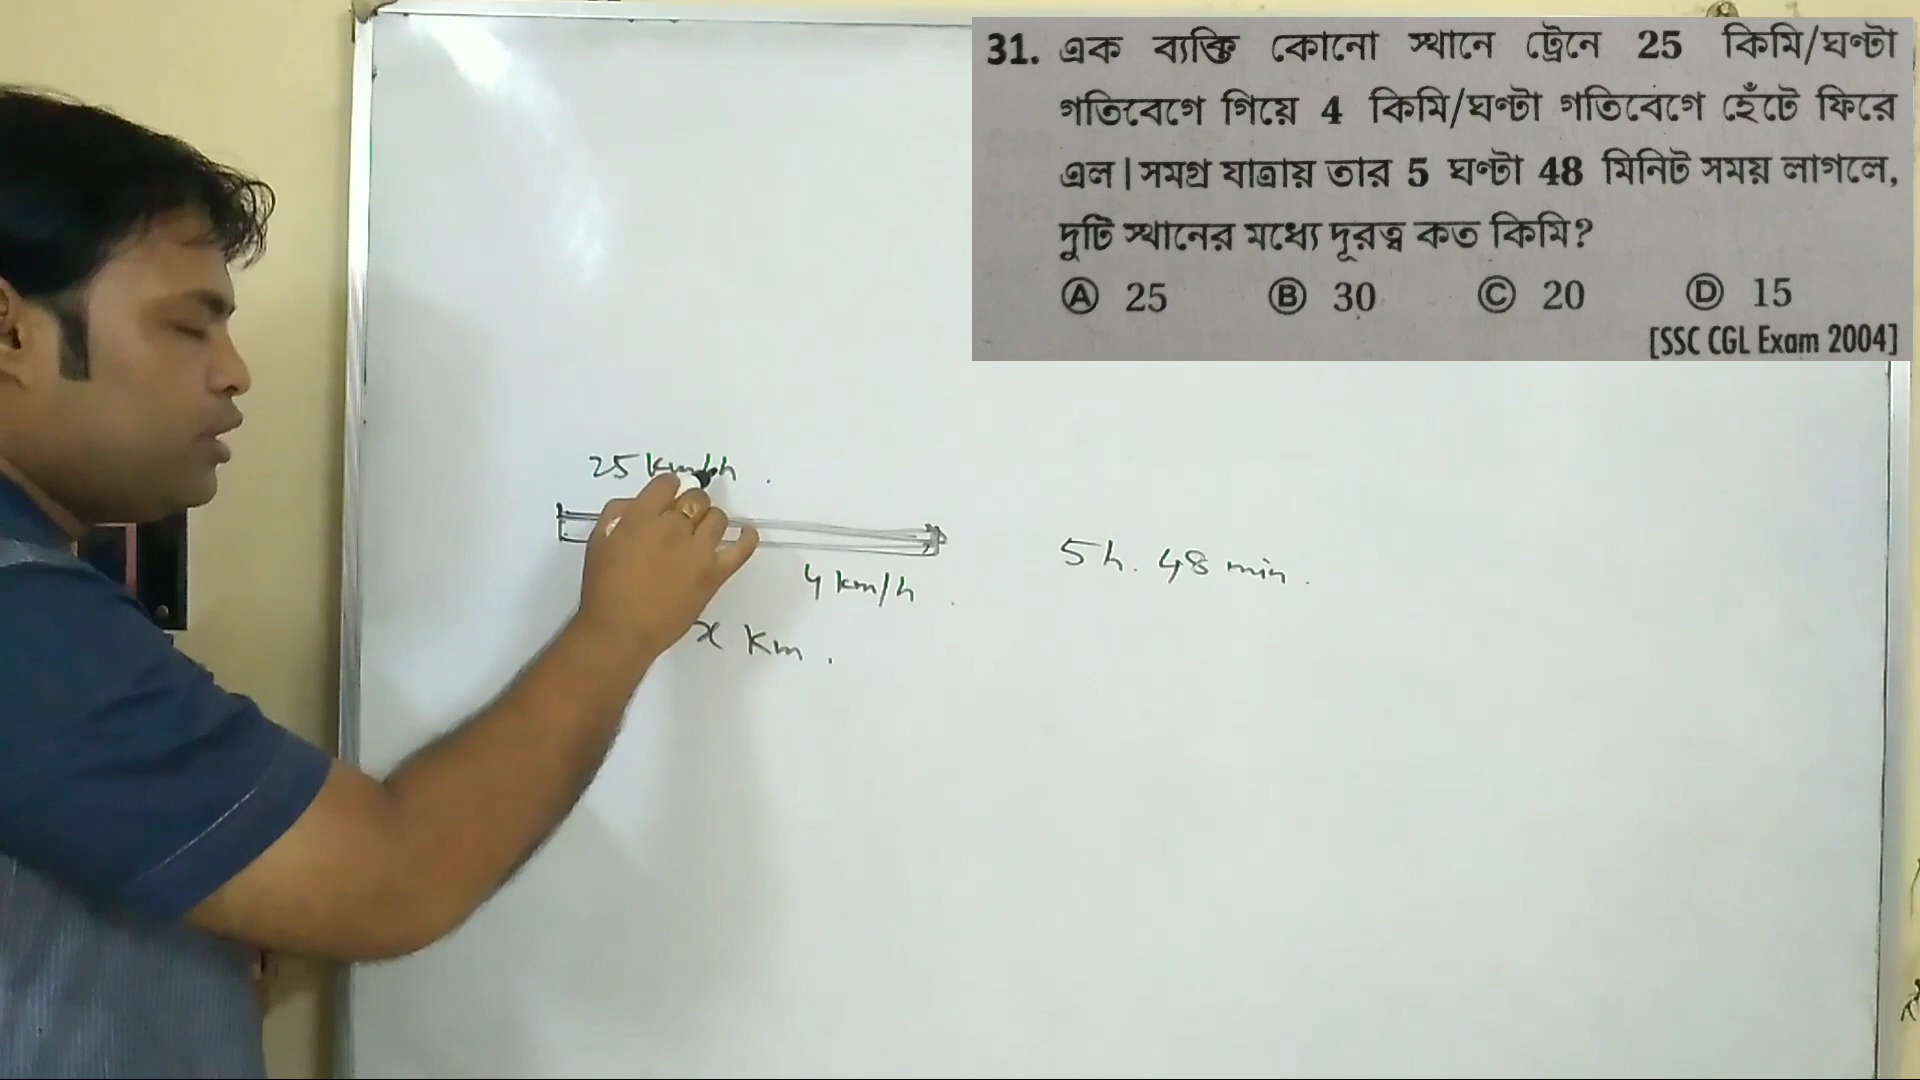 31. এক ব্যক্তি কোনো স্থানে ট্রেনে 25 কিমি/ঘণ্টা
গতিবেগে গিয়ে 4 কিমি/ঘণ্টা গতিবেগে হেঁটে ফিরে
এল। সমগ্র যাত্রায় তার 5 ঘণ্টা 48 মিনিট সময় লাগলে,
দুটি স্থানের মধ্যে দূরত্ব কত কিমি?
Ⓐ 25 Ⓑ 30 Ⓒ 20 Ⓓ 15
[SSC CGL Exam 2004]
25 km/h.
4 km/h.
5h. 48 min.
x Km.